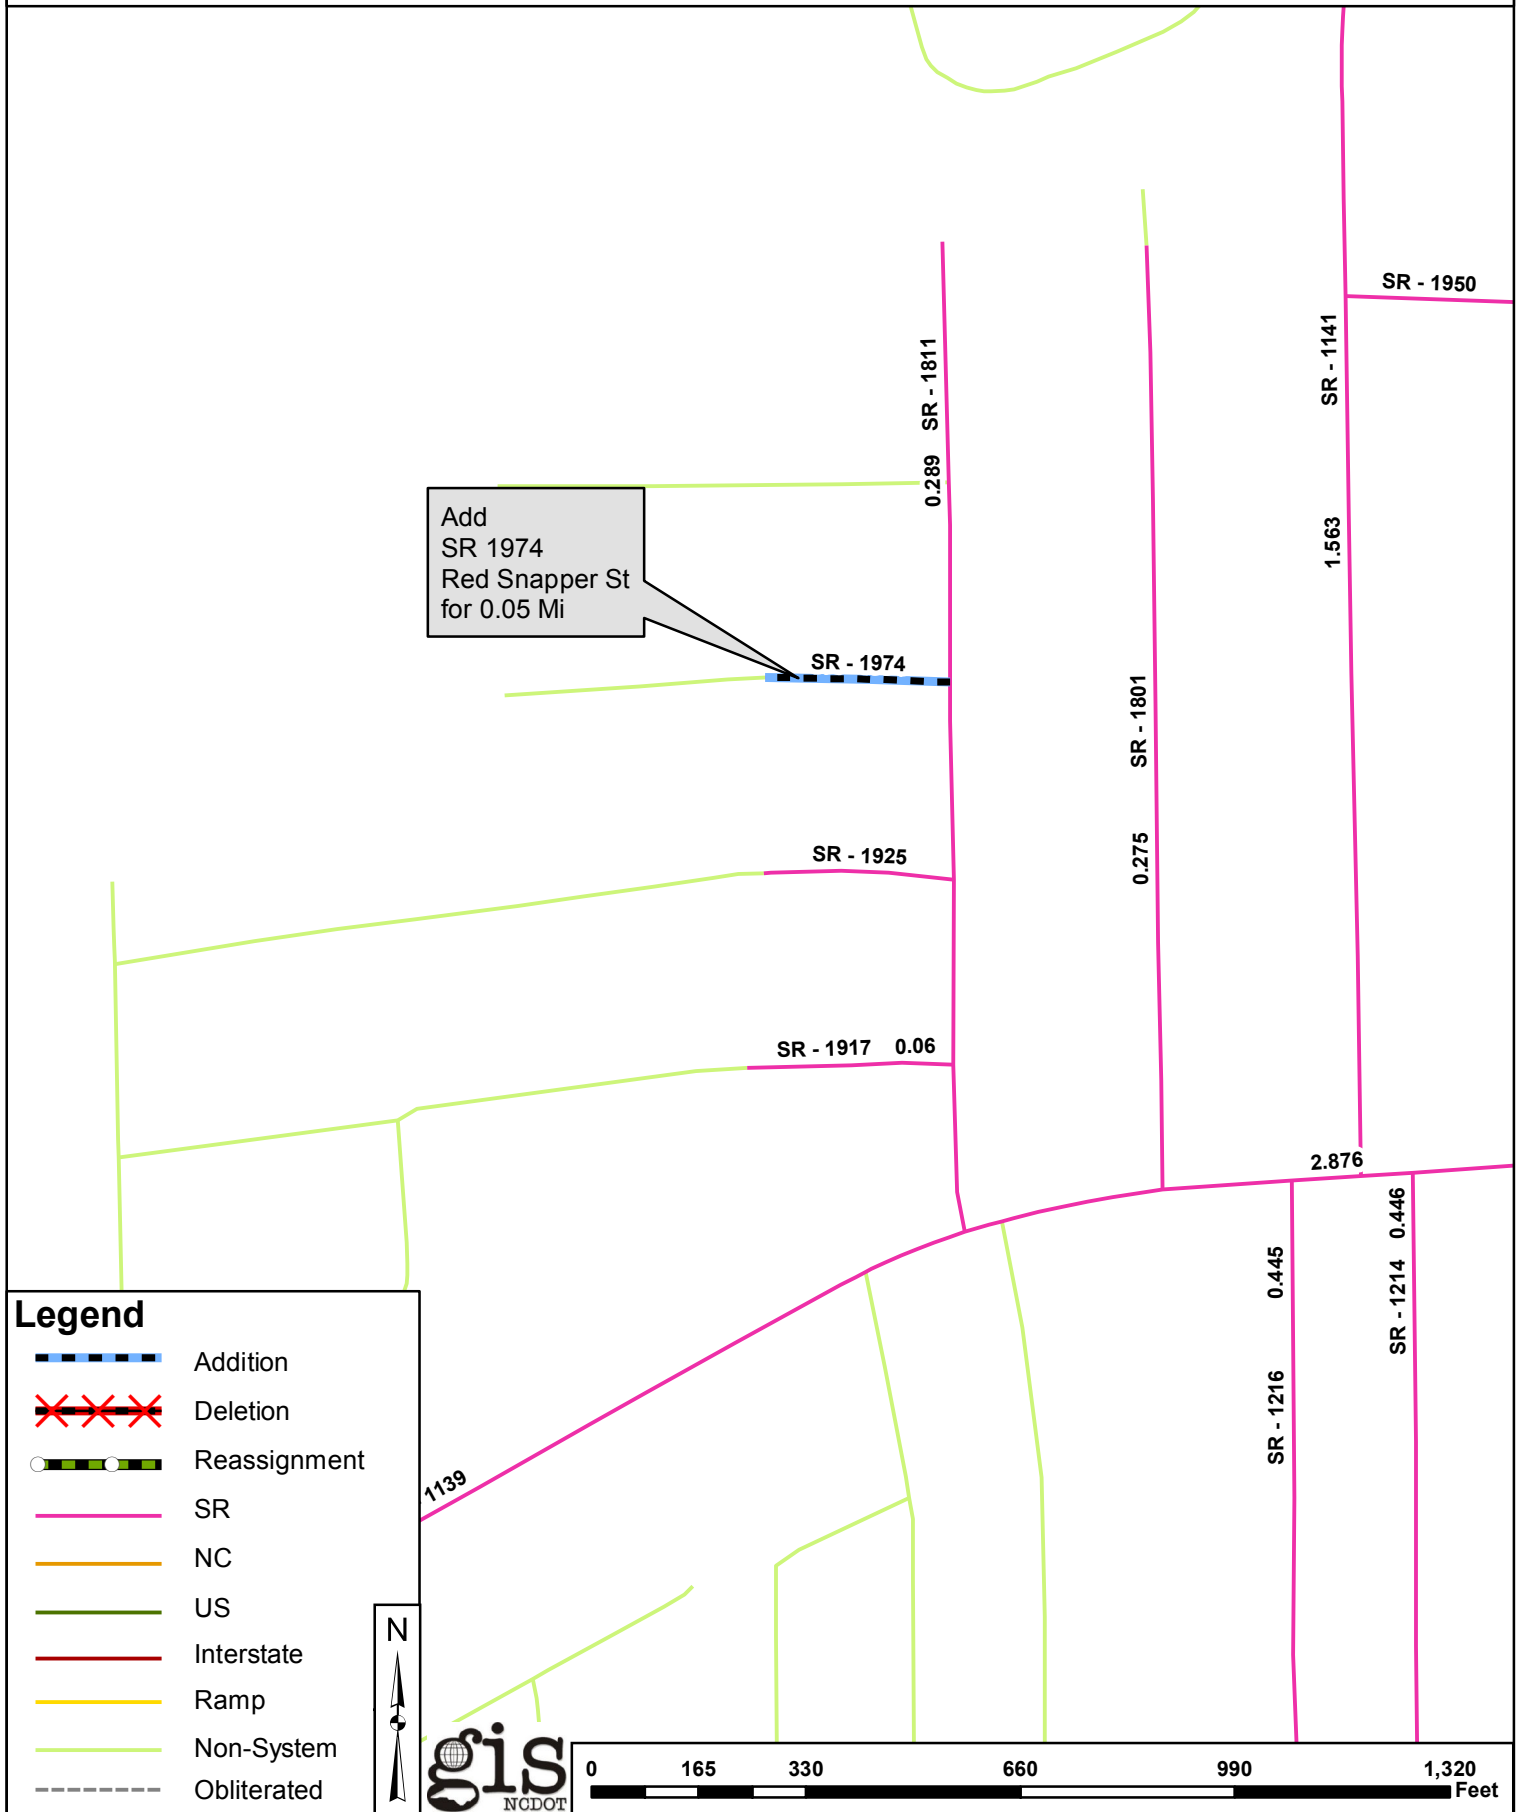 SR - 1950
SR - 1141
SR - 1811
0.289
1.563
Add
SR 1974
Red Snapper St
for 0.05 Mi
SR - 1974
SR - 1801
0.275
SR - 1925
SR - 1917 0.06
2.876
0.446
SR - 1214
0.445
SR - 1216
1139
Legend
Addition
Deletion
Reassignment
SR
NC
US
Interstate
Ramp
Non-System
Obliterated
N
gis
NCDOT
0 165 330 660 990 1,320
Feet